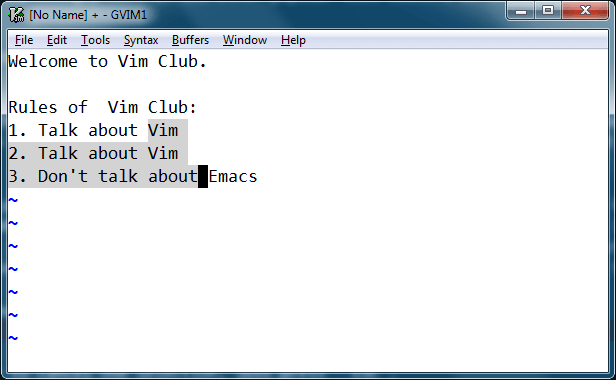 [No Name] + - GVIM1
File Edit Tools Syntax Buffers Window Help
Welcome to Vim Club.
Rules of  Vim Club:
1. Talk about Vim
2. Talk about Vim
3. Don't talk about Emacs
~
~
~
~
~
~
~